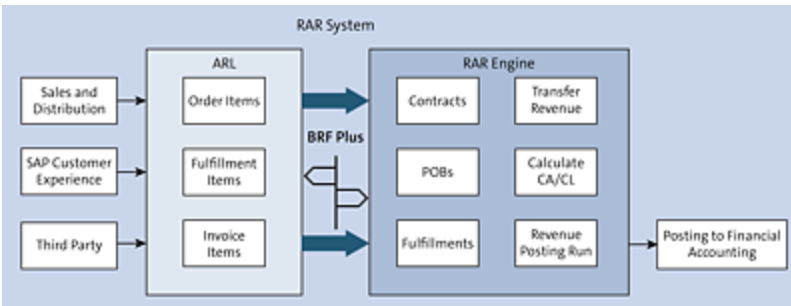 RAR System
ARL
RAR Engine
Sales and
Distribution
Order Items
Contracts
Transfer
Revenue
BRF Plus
SAP Customer
Experience
Fulfillment
Items
POBs
Calculate
CA/CL
Third Party
Invoice
Items
Fulfillments
Revenue
Posting Run
Posting to Financial
Accounting